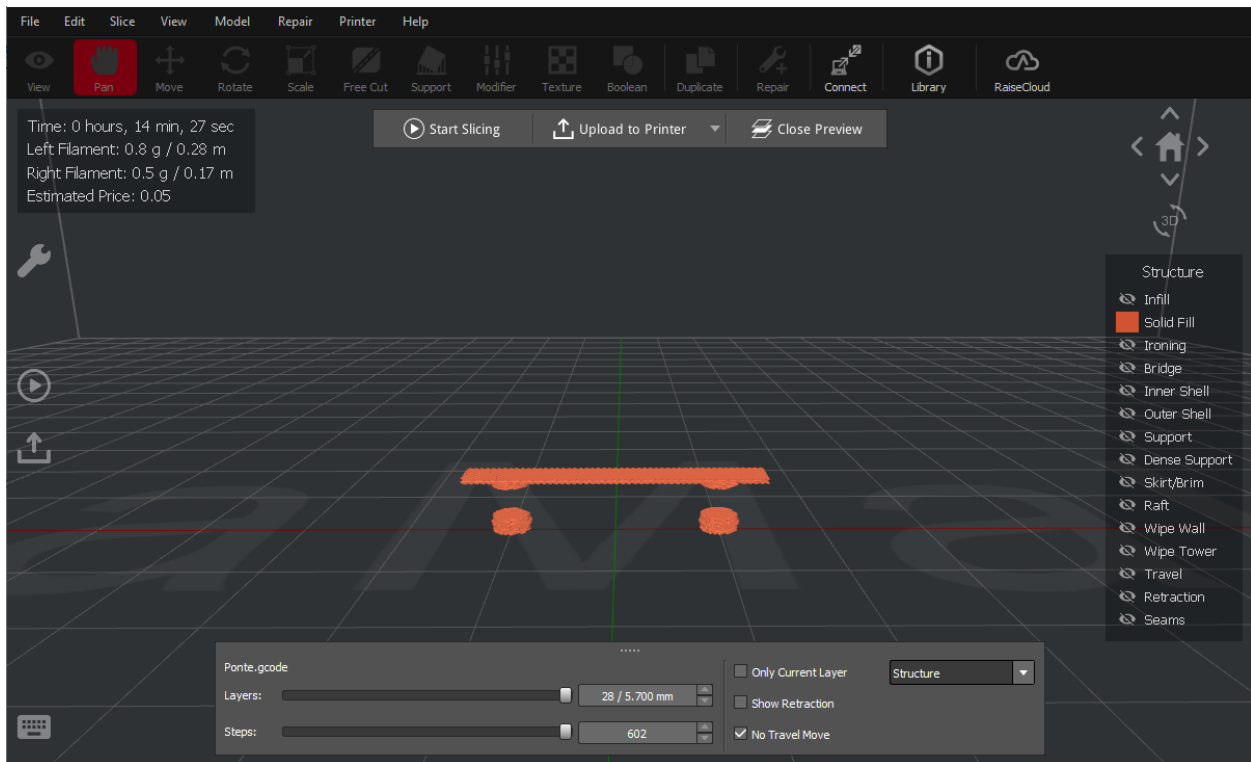 File Edit Slice View Model Repair Printer Help
View Pan Move Rotate Scale Free Cut Support Modifier Texture Boolean Duplicate Repair Connect Library RaiseCloud
Time: 0 hours, 14 min, 27 sec
Left Filament: 0.8 g / 0.28 m
Right Filament: 0.5 g / 0.17 m
Estimated Price: 0.05
Start Slicing Upload to Printer Close Preview
3D
Structure
Infill
Solid Fill
Ironing
Bridge
Inner Shell
Outer Shell
Support
Dense Support
Skirt/Brim
Raft
Wipe Wall
Wipe Tower
Travel
Retraction
Seams
Ponte.gcode
Layers: 28 / 5.700 mm
Steps: 602
Only Current Layer
Show Retraction
No Travel Move
Structure